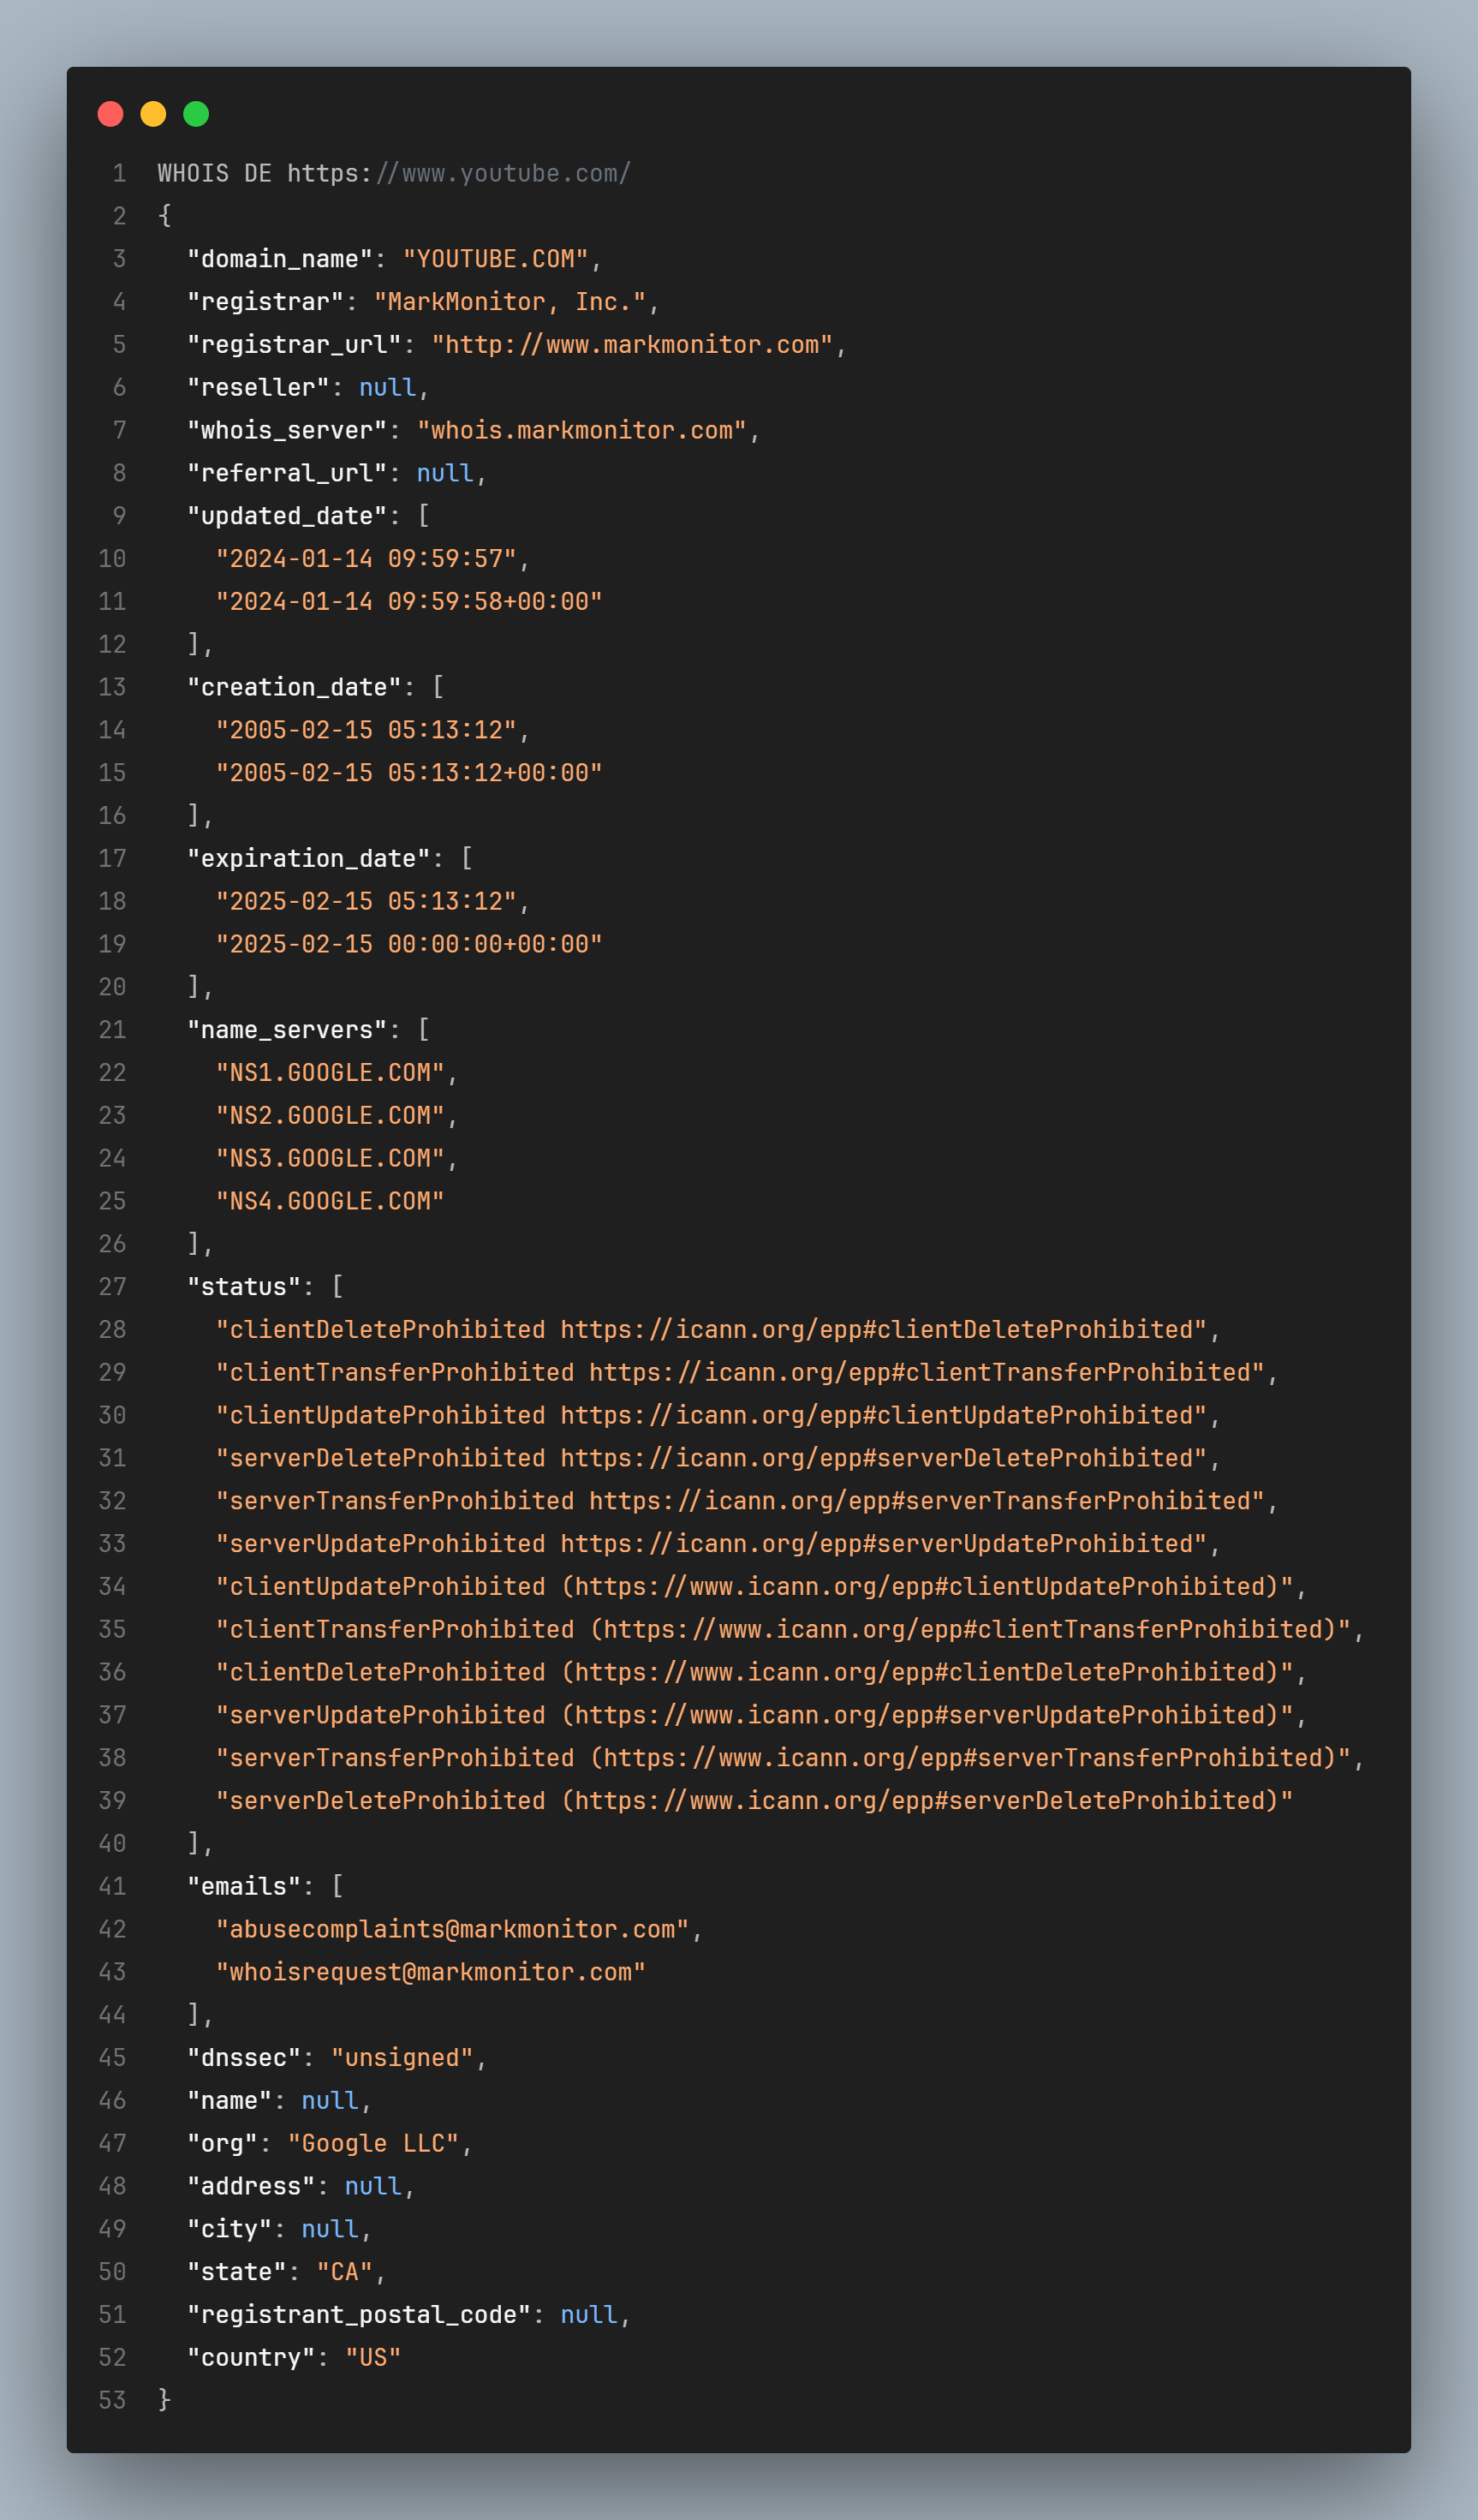 1 WHOIS DE https://www.youtube.com/
2 {
3   "domain_name": "YOUTUBE.COM",
4   "registrar": "MarkMonitor, Inc.",
5   "registrar_url": "http://www.markmonitor.com",
6   "reseller": null,
7   "whois_server": "whois.markmonitor.com",
8   "referral_url": null,
9   "updated_date": [
10     "2024-01-14 09:59:57",
11     "2024-01-14 09:59:58+00:00"
12   ],
13   "creation_date": [
14     "2005-02-15 05:13:12",
15     "2005-02-15 05:13:12+00:00"
16   ],
17   "expiration_date": [
18     "2025-02-15 05:13:12",
19     "2025-02-15 00:00:00+00:00"
20   ],
21   "name_servers": [
22     "NS1.GOOGLE.COM",
23     "NS2.GOOGLE.COM",
24     "NS3.GOOGLE.COM",
25     "NS4.GOOGLE.COM"
26   ],
27   "status": [
28     "clientDeleteProhibited https://icann.org/epp#clientDeleteProhibited",
29     "clientTransferProhibited https://icann.org/epp#clientTransferProhibited",
30     "clientUpdateProhibited https://icann.org/epp#clientUpdateProhibited",
31     "serverDeleteProhibited https://icann.org/epp#serverDeleteProhibited",
32     "serverTransferProhibited https://icann.org/epp#serverTransferProhibited",
33     "serverUpdateProhibited https://icann.org/epp#serverUpdateProhibited",
34     "clientUpdateProhibited (https://www.icann.org/epp#clientUpdateProhibited)",
35     "clientTransferProhibited (https://www.icann.org/epp#clientTransferProhibited)",
36     "clientDeleteProhibited (https://www.icann.org/epp#clientDeleteProhibited)",
37     "serverUpdateProhibited (https://www.icann.org/epp#serverUpdateProhibited)",
38     "serverTransferProhibited (https://www.icann.org/epp#serverTransferProhibited)",
39     "serverDeleteProhibited (https://www.icann.org/epp#serverDeleteProhibited)"
40   ],
41   "emails": [
42     "abusecomplaints@markmonitor.com",
43     "whoisrequest@markmonitor.com"
44   ],
45   "dnssec": "unsigned",
46   "name": null,
47   "org": "Google LLC",
48   "address": null,
49   "city": null,
50   "state": "CA",
51   "registrant_postal_code": null,
52   "country": "US"
53 }